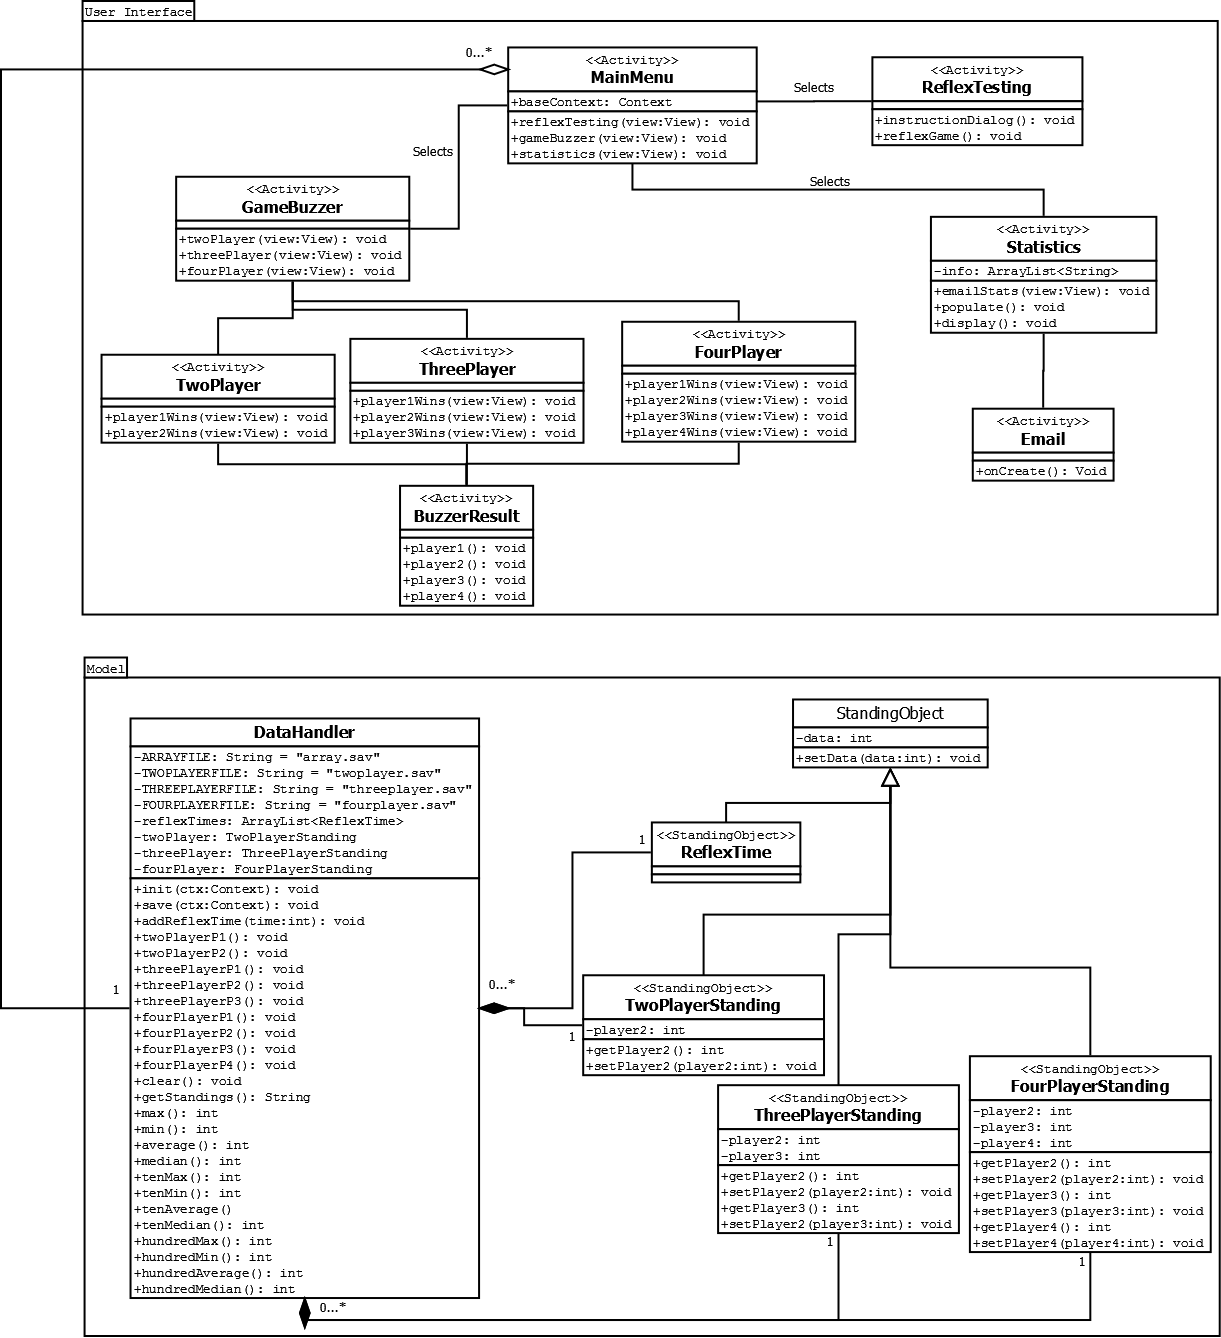 User Interface
0...*
<<Activity>>
MainMenu
+baseContext: Context
+reflexTesting(view:View): void
+gameBuzzer(view:View): void
+statistics(view:View): void
Selects
<<Activity>>
ReflexTesting
+instructionDialog(): void
+reflexGame(): void
Selects
Selects
<<Activity>>
GameBuzzer
+twoPlayer(view:View): void
+threePlayer(view:View): void
+fourPlayer(view:View): void
<<Activity>>
Statistics
-info: ArrayList<String>
+emailStats(view:View): void
+populate(): void
+display(): void
<<Activity>>
TwoPlayer
+player1Wins(view:View): void
+player2Wins(view:View): void
<<Activity>>
ThreePlayer
+player1Wins(view:View): void
+player2Wins(view:View): void
+player3Wins(view:View): void
<<Activity>>
FourPlayer
+player1Wins(view:View): void
+player2Wins(view:View): void
+player3Wins(view:View): void
+player4Wins(view:View): void
<<Activity>>
Email
+onCreate(): Void
<<Activity>>
BuzzerResult
+player1(): void
+player2(): void
+player3(): void
+player4(): void
Model
DataHandler
-ARRAYFILE: String = "array.sav"
-TWOPLAYERFILE: String = "twoplayer.sav"
-THREEPLAYERFILE: String = "threeplayer.sav"
-FOURPLAYERFILE: String = "fourplayer.sav"
-reflexTimes: ArrayList<ReflexTime>
-twoPlayer: TwoPlayerStanding
-threePlayer: ThreePlayerStanding
-fourPlayer: FourPlayerStanding
+init(ctx:Context): void
+save(ctx:Context): void
+addReflexTime(time:int): void
+twoPlayerP1(): void
+twoPlayerP2(): void
+threePlayerP1(): void
+threePlayerP2(): void
+threePlayerP3(): void
+fourPlayerP1(): void
+fourPlayerP2(): void
+fourPlayerP3(): void
+fourPlayerP4(): void
+clear(): void
+getStandings(): String
+max(): int
+min(): int
+average(): int
+median(): int
+tenMax(): int
+tenMin(): int
+tenAverage()
+tenMedian(): int
+hundredMax(): int
+hundredMin(): int
+hundredAverage(): int
+hundredMedian(): int
1
0...*
0...*
StandingObject
-data: int
+setData(data:int): void
1
<<StandingObject>>
ReflexTime
1
<<StandingObject>>
TwoPlayerStanding
-player2: int
+getPlayer2(): int
+setPlayer2(player2:int): void
<<StandingObject>>
ThreePlayerStanding
-player2: int
-player3: int
+getPlayer2(): int
+setPlayer2(player2:int): void
+getPlayer3(): int
+setPlayer2(player3:int): void
1
<<StandingObject>>
FourPlayerStanding
-player2: int
-player3: int
-player4: int
+getPlayer2(): int
+setPlayer2(player2:int): void
+getPlayer3(): int
+setPlayer3(player3:int): void
+getPlayer4(): int
+setPlayer4(player4:int): void
1